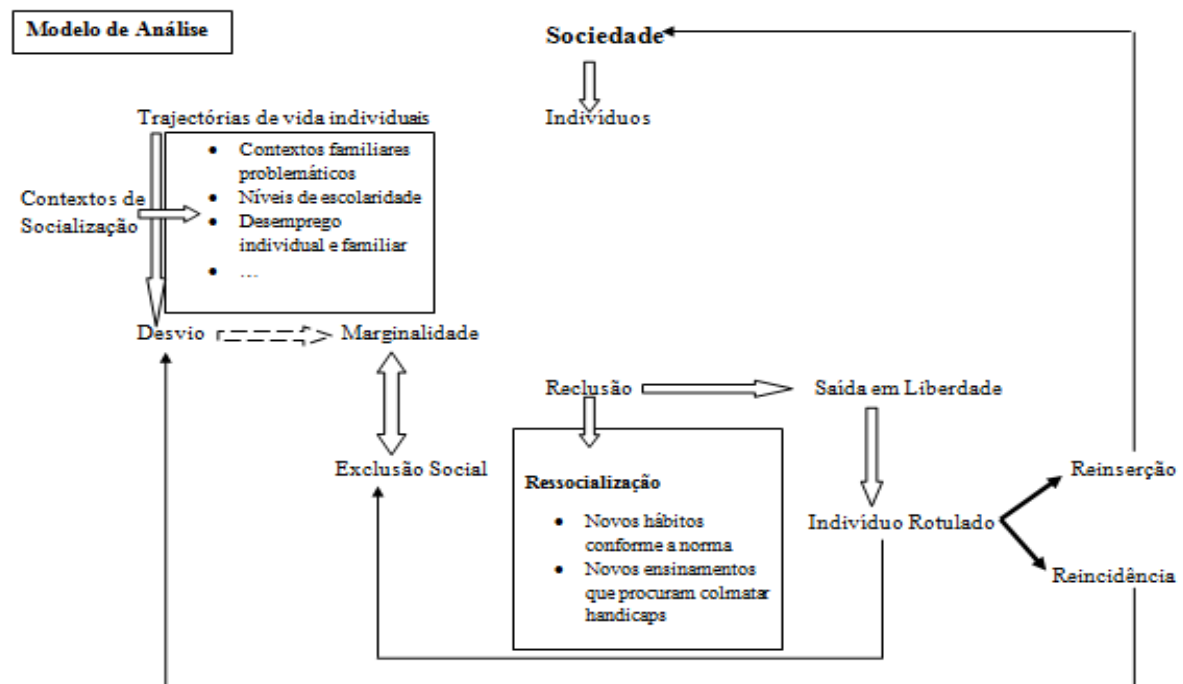 Modelo de Análise
Sociedade
Indivíduos
Trajectórias de vida individuais
• Contextos familiares
problemáticos
• Níveis de escolaridade
• Desemprego
individual e familiar
• ....
Contextos de
Socialização
Desvio
Marginalidade
Exclusão Social
Reclusão
Saída em Liberdade
Ressocialização
• Novos hábitos
conforme a norma
• Novos ensinamentos
que procuram colmatar
handicaps
Indivíduo Rotulado
Reinserção
Reincidência